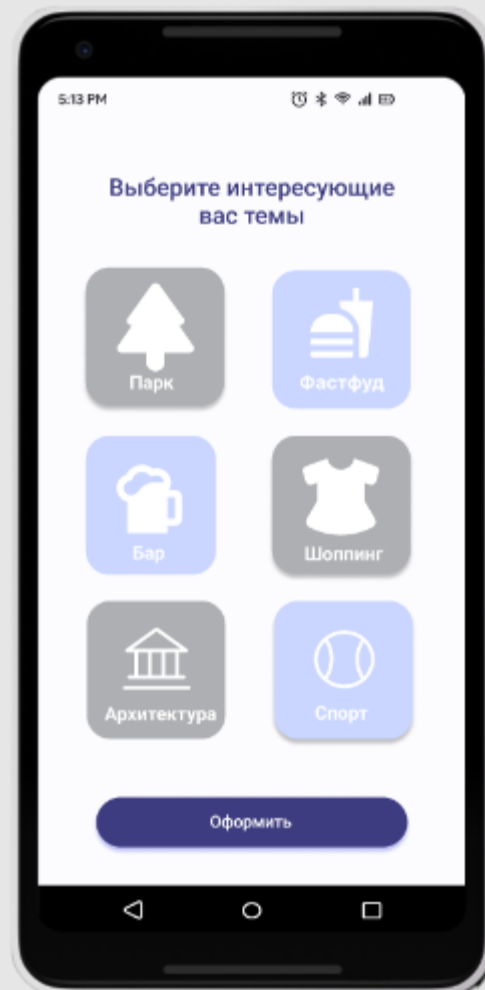 5:13 PM
Выберите интересующие
вас темы
Парк
Фастфуд
Бар
Шоппинг
Архитектура
Спорт
Оформить